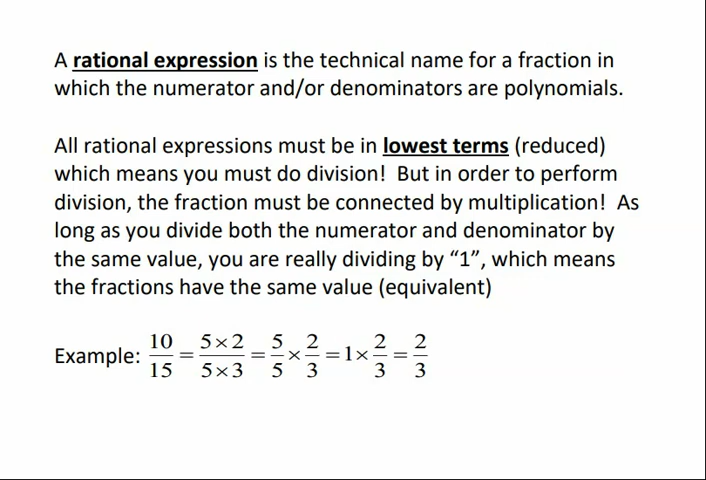 A rational expression is the technical name for a fraction in
which the numerator and/or denominators are polynomials.
All rational expressions must be in lowest terms (reduced)
which means you must do division!  But in order to perform
division, the fraction must be connected by multiplication!  As
long as you divide both the numerator and denominator by
the same value, you are really dividing by “1”, which means
the fractions have the same value (equivalent)
Example: 10/15 = 5×2/5×3 = 5/5 × 2/3 = 1× 2/3 = 2/3